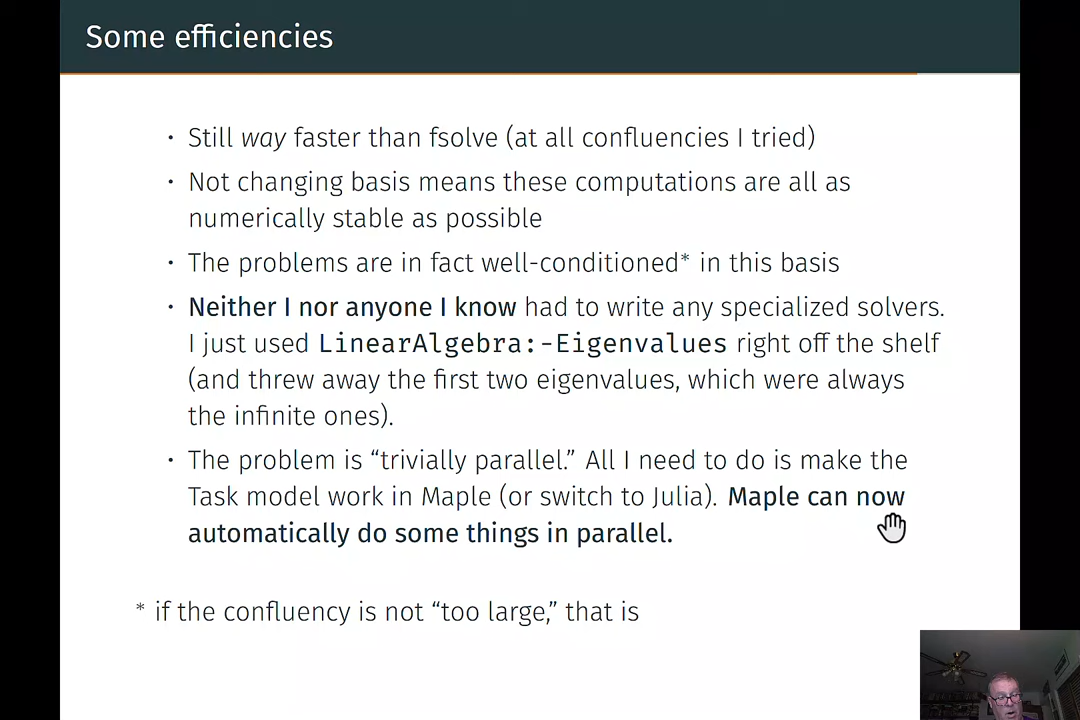 Some efficiencies
• Still way faster than fsolve (at all confluencies I tried)
• Not changing basis means these computations are all as
numerically stable as possible
• The problems are in fact well-conditioned* in this basis
• Neither I nor anyone I know had to write any specialized solvers.
I just used LinearAlgebra:-Eigenvalues right off the shelf
(and threw away the first two eigenvalues, which were always
the infinite ones).
• The problem is “trivially parallel.” All I need to do is make the
Task model work in Maple (or switch to Julia). Maple can now
automatically do some things in parallel.
* if the confluency is not “too large,” that is